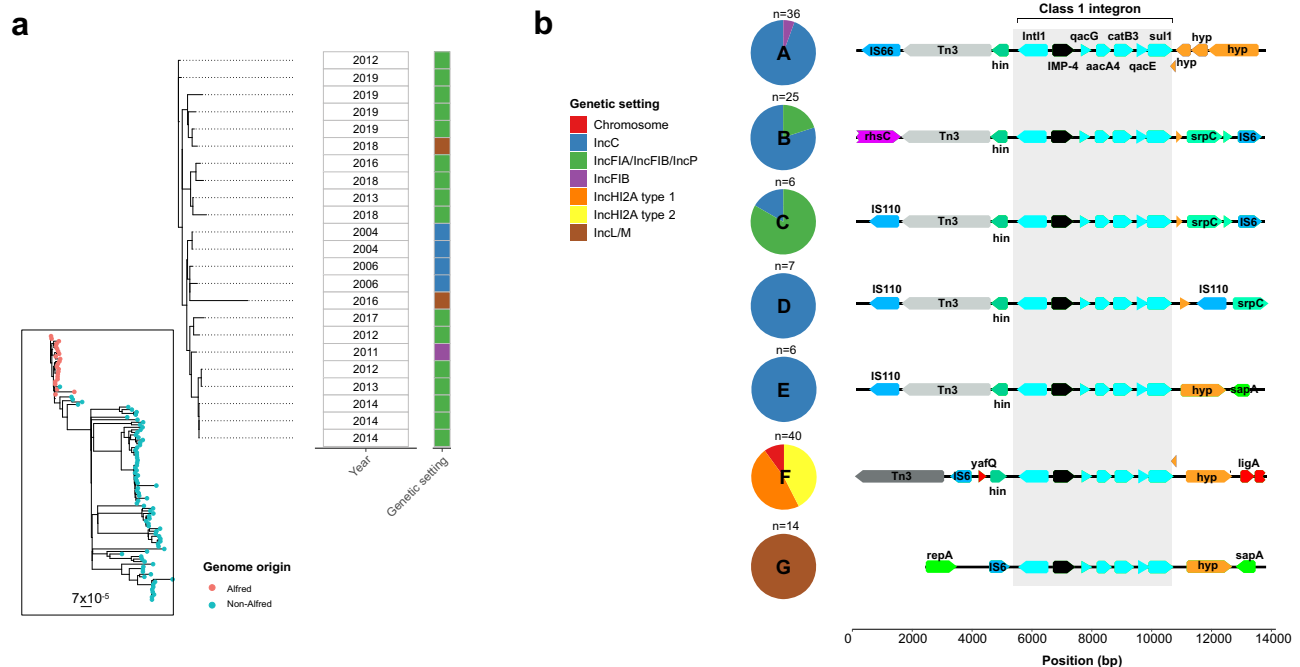 a
2012
2019
2019
2019
2019
2018
2016
2018
2013
2018
2004
2004
2006
2006
2016
2017
2012
2011
2012
2013
2014
2014
2014
Year
Genetic setting
7x10-5
Genome origin
Alfred
Non-Alfred
b
Genetic setting
Chromosome
IncC
IncFIA/IncFIB/IncP
IncFIB
IncHI2A type 1
IncHI2A type 2
IncL/M
Class 1 integron
n=36
A
IS66 Tn3 hin IntI1 IMP-4 qacG aacA4 catB3 qacE sul1 hyp hyp hyp
n=25
B
rhsC Tn3 hin srpC IS6
n=6
C
IS110 Tn3 hin srpC IS6
n=7
D
IS110 Tn3 hin IS110 srpC
n=6
E
IS110 Tn3 hin hyp sapA
n=40
F
Tn3 IS6 yafQ hin hyp ligA
n=14
G
repA IS6 hyp sapA
0 2000 4000 6000 8000 10000 12000 14000
Position (bp)